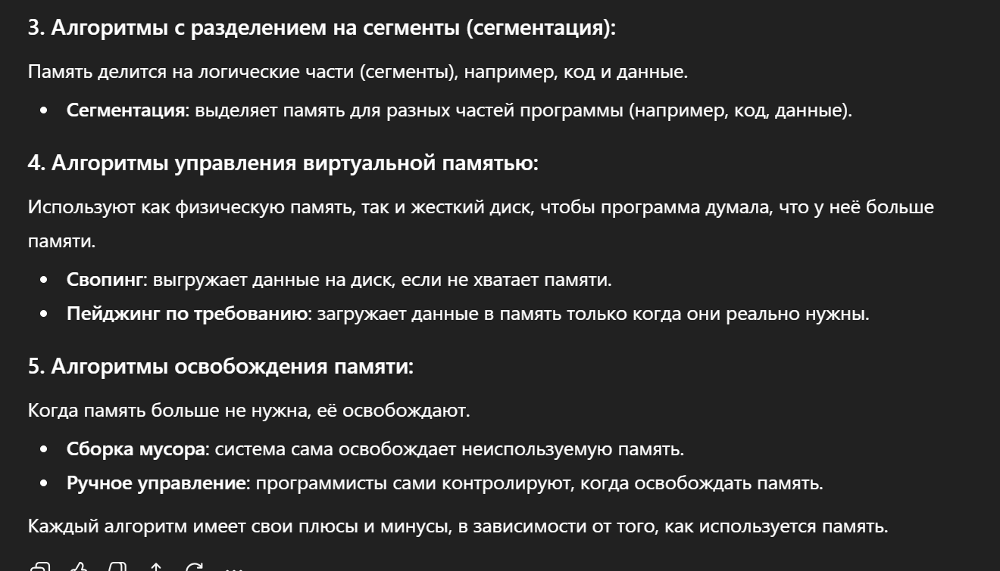 3. Алгоритмы с разделением на сегменты (сегментация):
Память делится на логические части (сегменты), например, код и данные.
• Сегментация: выделяет память для разных частей программы (например, код, данные).
4. Алгоритмы управления виртуальной памятью:
Используют как физическую память, так и жесткий диск, чтобы программа думала, что у неё больше
памяти.
• Свопинг: выгружает данные на диск, если не хватает памяти.
• Пейджинг по требованию: загружает данные в память только когда они реально нужны.
5. Алгоритмы освобождения памяти:
Когда память больше не нужна, её освобождают.
• Сборка мусора: система сама освобождает неиспользуемую память.
• Ручное управление: программисты сами контролируют, когда освобождать память.
Каждый алгоритм имеет свои плюсы и минусы, в зависимости от того, как используется память.